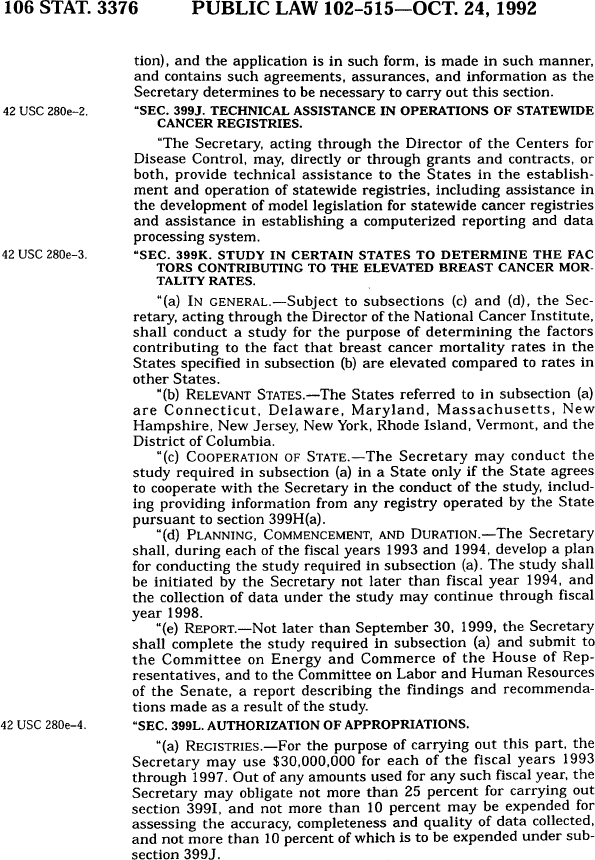 106 STAT. 3376 PUBLIC LAW 102–515—OCT. 24, 1992
tion), and the application is in such form, is made in such manner,
and contains such agreements, assurances, and information as the
Secretary determines to be necessary to carry out this section.
42 USC 280e–2.
"SEC. 399J. TECHNICAL ASSISTANCE IN OPERATIONS OF STATEWIDE
CANCER REGISTRIES.
"The Secretary, acting through the Director of the Centers for
Disease Control, may, directly or through grants and contracts, or
both, provide technical assistance to the States in the establish-
ment and operation of statewide registries, including assistance in
the development of model legislation for statewide cancer registries
and assistance in establishing a computerized reporting and data
processing system.
42 USC 280e–3.
"SEC. 399K. STUDY IN CERTAIN STATES TO DETERMINE THE FAC
TORS CONTRIBUTING TO THE ELEVATED BREAST CANCER MOR-
TALITY RATES.
"(a) IN GENERAL.—Subject to subsections (c) and (d), the Sec-
retary, acting through the Director of the National Cancer Institute,
shall conduct a study for the purpose of determining the factors
contributing to the fact that breast cancer mortality rates in the
States specified in subsection (b) are elevated compared to rates in
other States.
"(b) RELEVANT STATES.—The States referred to in subsection (a)
are Connecticut, Delaware, Maryland, Massachusetts, New
Hampshire, New Jersey, New York, Rhode Island, Vermont, and the
District of Columbia.
"(c) COOPERATION OF STATE.—The Secretary may conduct the
study required in subsection (a) in a State only if the State agrees
to cooperate with the Secretary in the conduct of the study, includ-
ing providing information from any registry operated by the State
pursuant to section 399H(a).
"(d) PLANNING, COMMENCEMENT, AND DURATION.—The Secretary
shall, during each of the fiscal years 1993 and 1994, develop a plan
for conducting the study required in subsection (a). The study shall
be initiated by the Secretary not later than fiscal year 1994, and
the collection of data under the study may continue through fiscal
year 1998.
"(e) REPORT.—Not later than September 30, 1999, the Secretary
shall complete the study required in subsection (a) and submit to
the Committee on Energy and Commerce of the House of Rep-
resentatives, and to the Committee on Labor and Human Resources
of the Senate, a report describing the findings and recommenda-
tions made as a result of the study.
42 USC 280e–4.
"SEC. 399L. AUTHORIZATION OF APPROPRIATIONS.
"(a) REGISTRIES.—For the purpose of carrying out this part, the
Secretary may use $30,000,000 for each of the fiscal years 1993
through 1997. Out of any amounts used for any such fiscal year, the
Secretary may obligate not more than 25 percent for carrying out
section 399I, and not more than 10 percent may be expended for
assessing the accuracy, completeness and quality of data collected,
and not more than 10 percent of which is to be expended under sub-
section 399J.